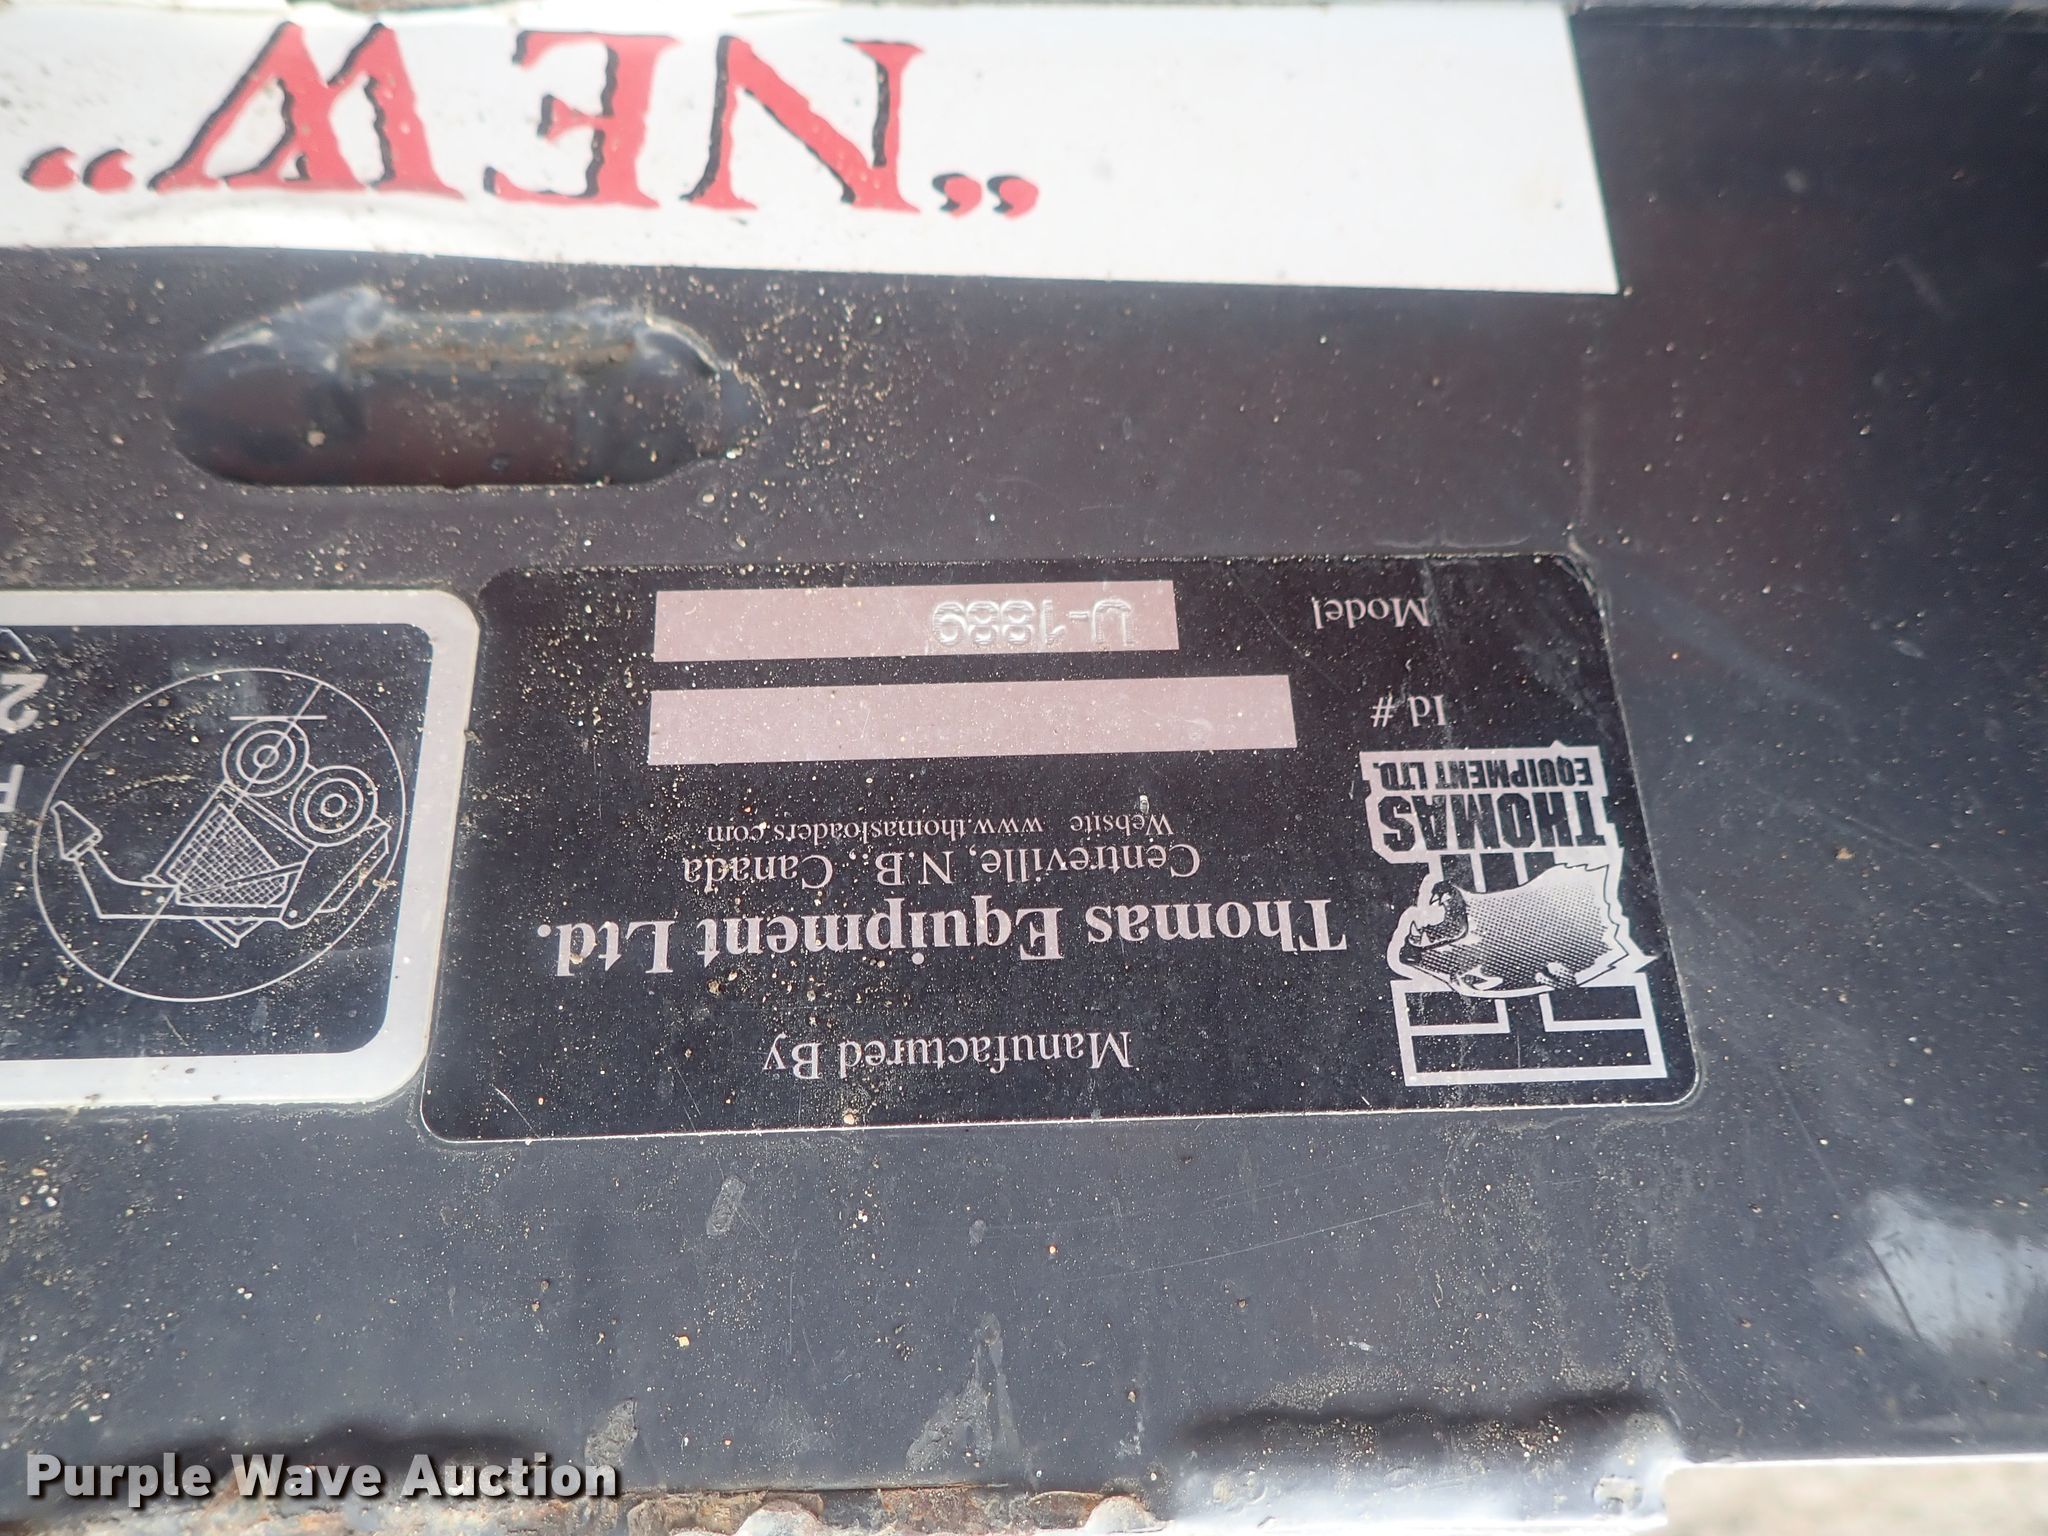 "NEW"
Manufactured By
Thomas Equipment Ltd.
Centreville, N.B., Canada
Website www.thomasloaders.com
THOMAS
EQUIPMENT LTD.
Id #
Model U-1889
Purple Wave Auction